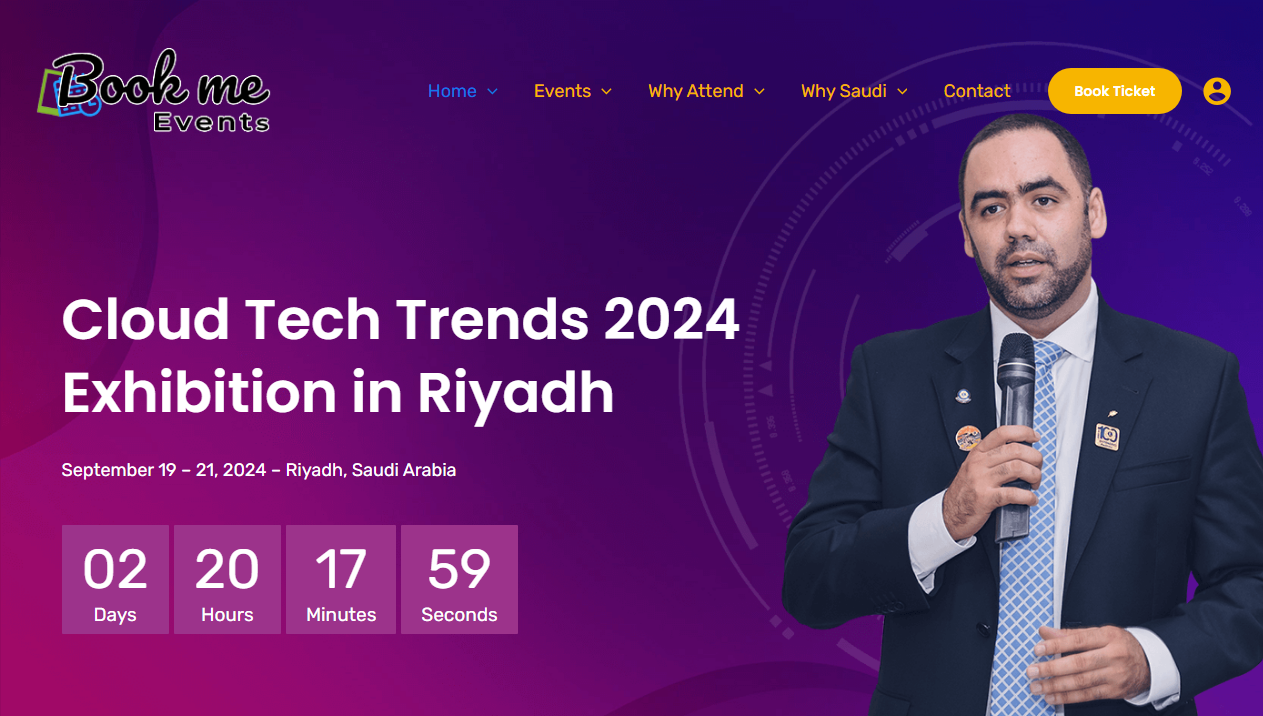 Book me
Events
Home
Events
Why Attend
Why Saudi
Contact
Book Ticket
Cloud Tech Trends 2024
Exhibition in Riyadh
September 19 – 21, 2024 – Riyadh, Saudi Arabia
02
Days
20
Hours
17
Minutes
59
Seconds